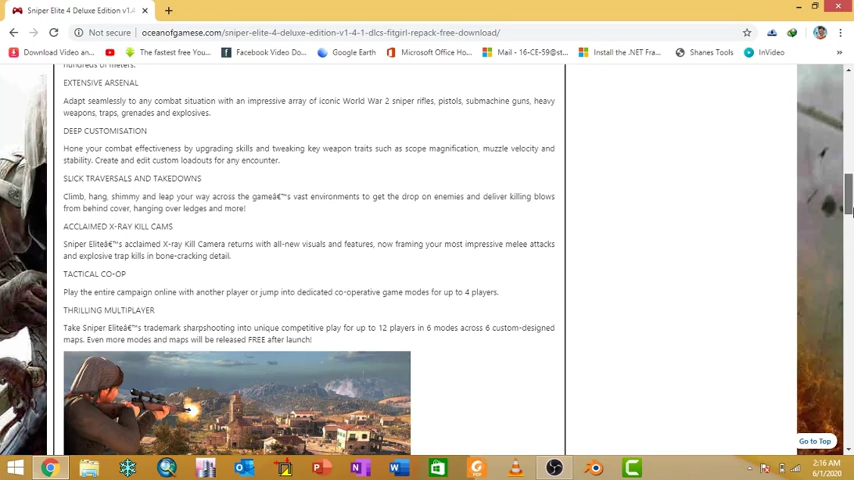 Sniper Elite 4 Deluxe Edition v1.4
Not secure
oceanofgamese.com/sniper-elite-4-deluxe-edition-v1-4-1-dlcs-fitgirl-repack-free-download/
Download Video an...
The fastest free You...
Facebook Video Do...
Google Earth
Microsoft Office Ho...
Mail - 16-CE-59@st...
Install the .NET Fra...
Shanes Tools
InVideo
»
hundreds of meters.
EXTENSIVE ARSENAL
Adapt seamlessly to any combat situation with an impressive array of iconic World War 2 sniper rifles, pistols, submachine guns, heavy
weapons, traps, grenades and explosives.
DEEP CUSTOMISATION
Hone your combat effectiveness by upgrading skills and tweaking key weapon traits such as scope magnification, muzzle velocity and
stability. Create and edit custom loadouts for any encounter.
SLICK TRAVERSALS AND TAKEDOWNS
Climb, hang, shimmy and leap your way across the gameâ€™s vast environments to get the drop on enemies and deliver killing blows
from behind cover, hanging over ledges and more!
ACCLAIMED X-RAY KILL CAMS
Sniper Eliteâ€™s acclaimed X-ray Kill Camera returns with all-new visuals and features, now framing your most impressive melee attacks
and explosive trap kills in bone-cracking detail.
TACTICAL CO-OP
Play the entire campaign online with another player or jump into dedicated co-operative game modes for up to 4 players.
THRILLING MULTIPLAYER
Take Sniper Eliteâ€™s trademark sharpshooting into unique competitive play for up to 12 players in 6 modes across 6 custom-designed
maps. Even more modes and maps will be released FREE after launch!
Go to Top
2:16 AM
6/1/2020